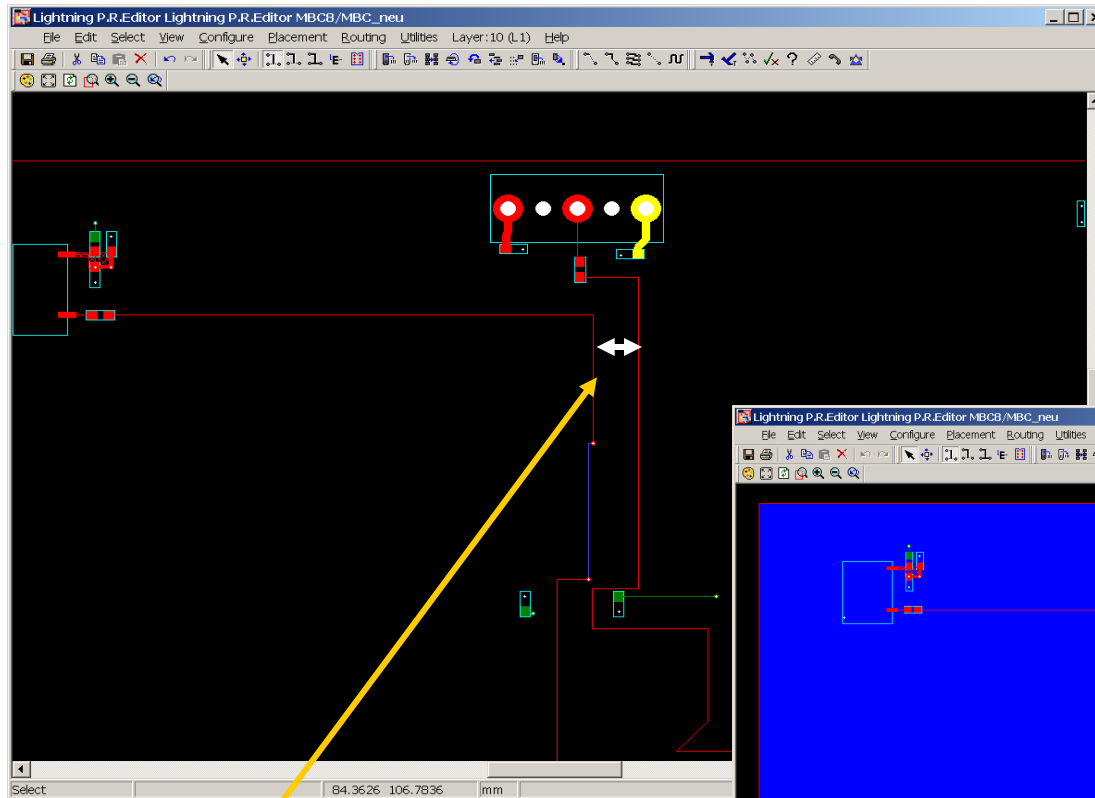 Lightning P.R.Editor Lightning P.R.Editor MBC8/MBC_neu
File Edit Select View Configure Placement Routing Utilities Layer:10 (L1) Help
Lightning P.R.Editor Lightning P.R.Editor MBC8/MBC_neu
File Edit Select View Configure Placement Routing Utilities
Select 84.3626 106.7836 mm